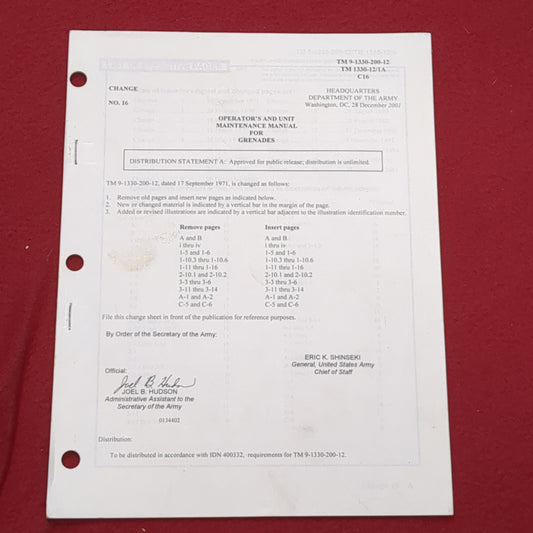 TM 9-1330-200-12
TM 1330-12/1A
C16
CHANGE
NO. 16
HEADQUARTERS
DEPARTMENT OF THE ARMY
Washington, DC, 28 December 2001
OPERATOR'S AND UNIT
MAINTENANCE MANUAL
FOR
GRENADES
DISTRIBUTION STATEMENT A: Approved for public release; distribution is unlimited.
TM 9-1330-200-12, dated 17 September 1971, is changed as follows:
1. Remove old pages and insert new pages as indicated below.
2. New or changed material is indicated by a vertical bar in the margin of the page.
3. Added or revised illustrations are indicated by a vertical bar adjacent to the illustration identification number.
Remove pages Insert pages
A and B A and B
i thru iv i thru iv
1-5 and 1-6 1-5 and 1-6
1-10.3 thru 1-10.6 1-10.3 thru 1-10.6
1-11 thru 1-16 1-11 thru 1-16
2-10.1 and 2-10.2 2-10.1 and 2-10.2
3-3 thru 3-6 3-3 thru 3-6
3-11 thru 3-14 3-11 thru 3-14
A-1 and A-2 A-1 and A-2
C-5 and C-6 C-5 and C-6
File this change sheet in front of the publication for reference purposes.
By Order of the Secretary of the Army:
ERIC K. SHINSEKI
General, United States Army
Chief of Staff
Official:
Joel B. Hudson
JOEL B. HUDSON
Administrative Assistant to the
Secretary of the Army
0134402
Distribution:
To be distributed in accordance with IDN 400332, requirements for TM 9-1330-200-12.